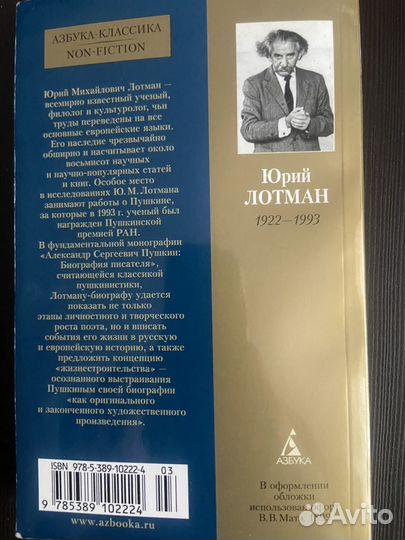 АЗБУКА-КЛАССИКА
NON-FICTION
Юрий Михайлович Лотман —
всемирно известный ученый,
филолог и культуролог, чьи
труды переведены на все
основные европейские языки.
Его наследие чрезвычайно
обширно и насчитывает около
восьмисот научных
и научно-популярных статей
и книг. Особое место
в исследованиях Ю. М. Лотмана
занимают работы о Пушкине,
за которые в 1993 г. ученый был
награжден Пушкинской
премией РАН.
В фундаментальной монографии
«Александр Сергеевич Пушкин:
Биография писателя»,
считающейся классикой
пушкинистики,
Лотману-биографу удается
показать не только
этапы личностного и творческого
роста поэта, но и вписать
события его жизни в русскую
и европейскую историю, а также
предложить концепцию
«жизнестроительства» —
осознанного выстраивания
Пушкиным своей биографии
«как оригинального
и законченного художественного
произведения».
ISBN 978-5-389-10222-4
03
9 785389 102224
www.azbooka.ru
Юрий
ЛОТМАН
1922—1993
АЗБУКА
В оформлении
обложки
использован
В. В. Мат
Avito